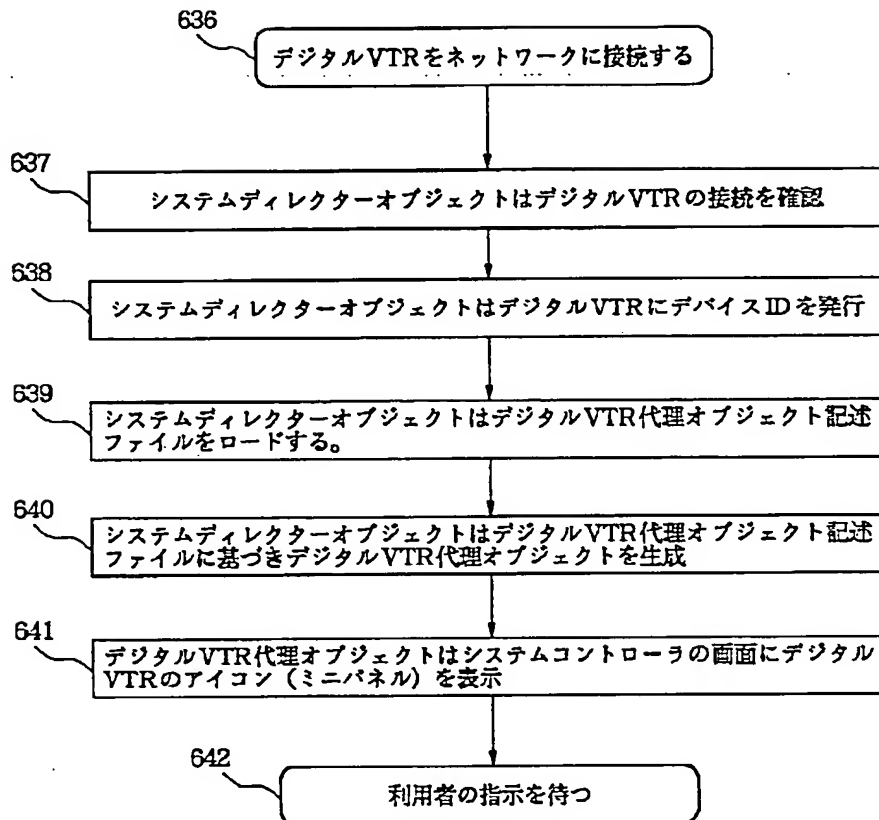 636
デジタルVTRをネットワークに接続する
637
システムディレクターオブジェクトはデジタルVTRの接続を確認
638
システムディレクターオブジェクトはデジタルVTRにデバイスIDを発行
639
システムディレクターオブジェクトはデジタルVTR代理オブジェクト記述
ファイルをロードする。
640
システムディレクターオブジェクトはデジタルVTR代理オブジェクト記述
ファイルに基づきデジタルVTR代理オブジェクトを生成
641
デジタルVTR代理オブジェクトはシステムコントローラの画面にデジタル
VTRのアイコン（ミニパネル）を表示
642
利用者の指示を待つ